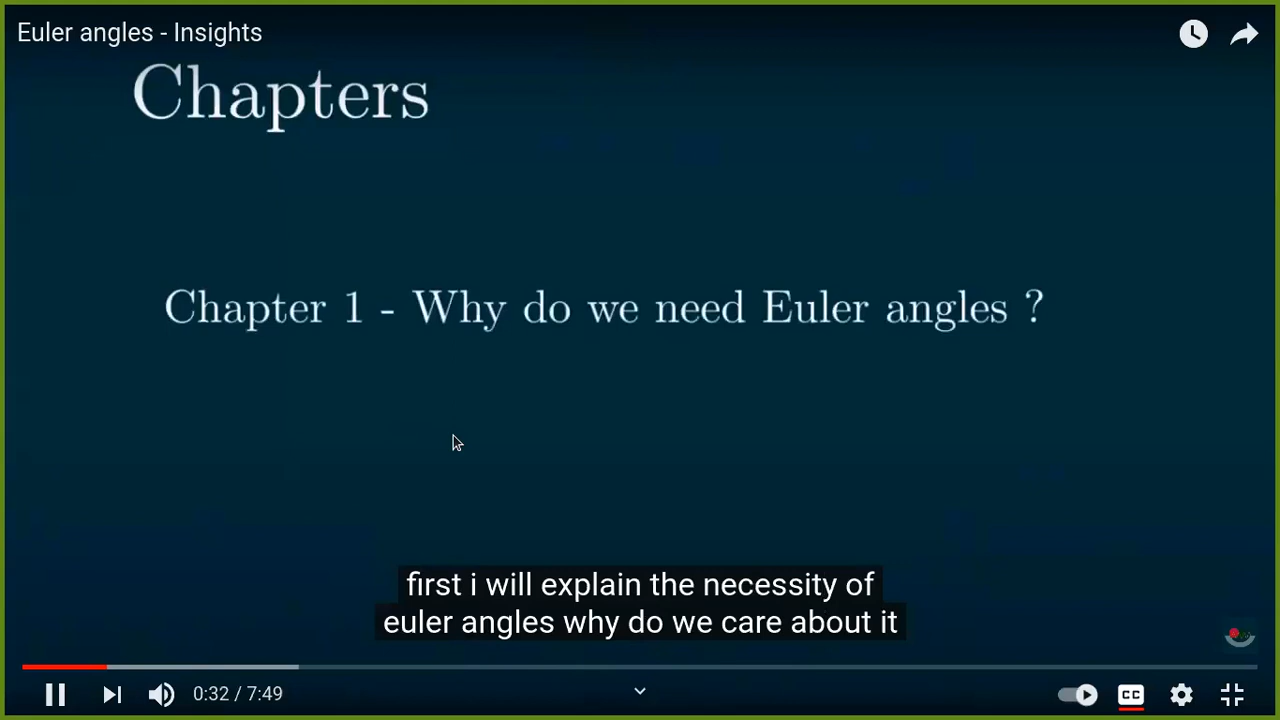 Euler angles - Insights
Chapters
Chapter 1 - Why do we need Euler angles ?
first i will explain the necessity of
euler angles why do we care about it
0:32 / 7:49
CC